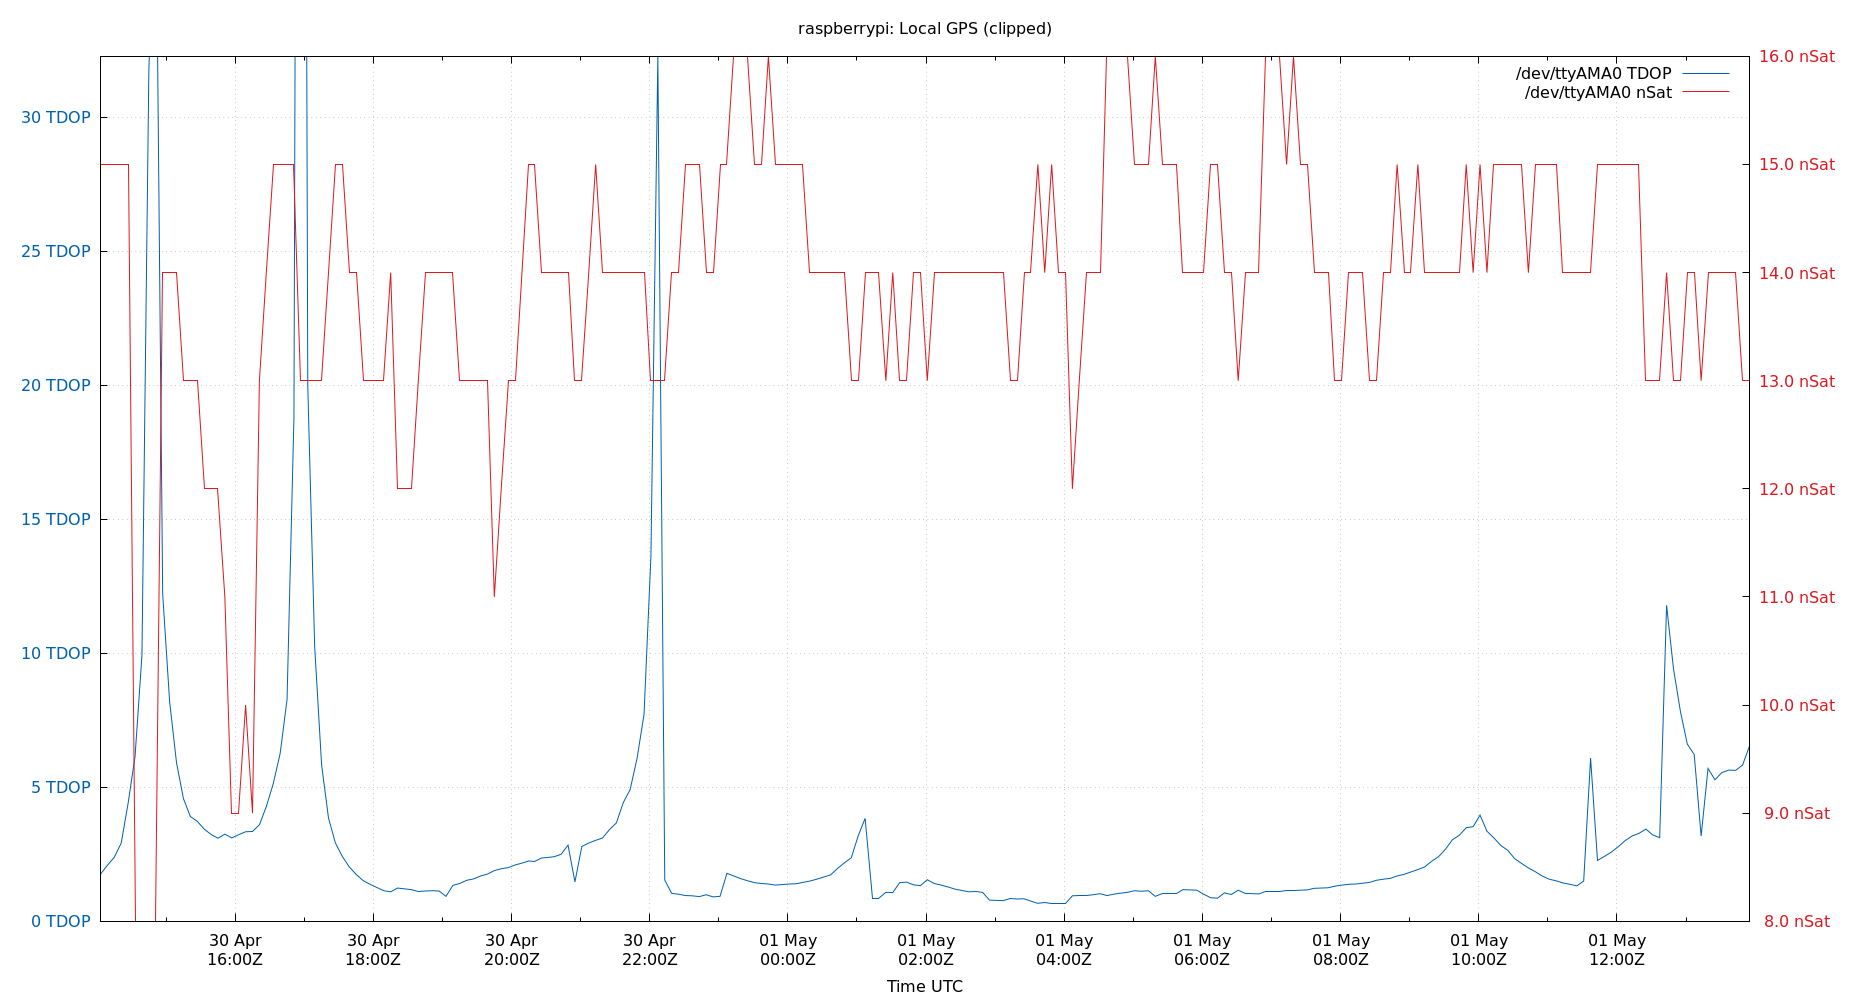 raspberrypi: Local GPS (clipped)
/dev/ttyAMA0 TDOP
/dev/ttyAMA0 nSat
30 TDOP
25 TDOP
20 TDOP
15 TDOP
10 TDOP
5 TDOP
0 TDOP
16.0 nSat
15.0 nSat
14.0 nSat
13.0 nSat
12.0 nSat
11.0 nSat
10.0 nSat
9.0 nSat
8.0 nSat
30 Apr
16:00Z
30 Apr
18:00Z
30 Apr
20:00Z
30 Apr
22:00Z
01 May
00:00Z
01 May
02:00Z
01 May
04:00Z
01 May
06:00Z
01 May
08:00Z
01 May
10:00Z
01 May
12:00Z
Time UTC